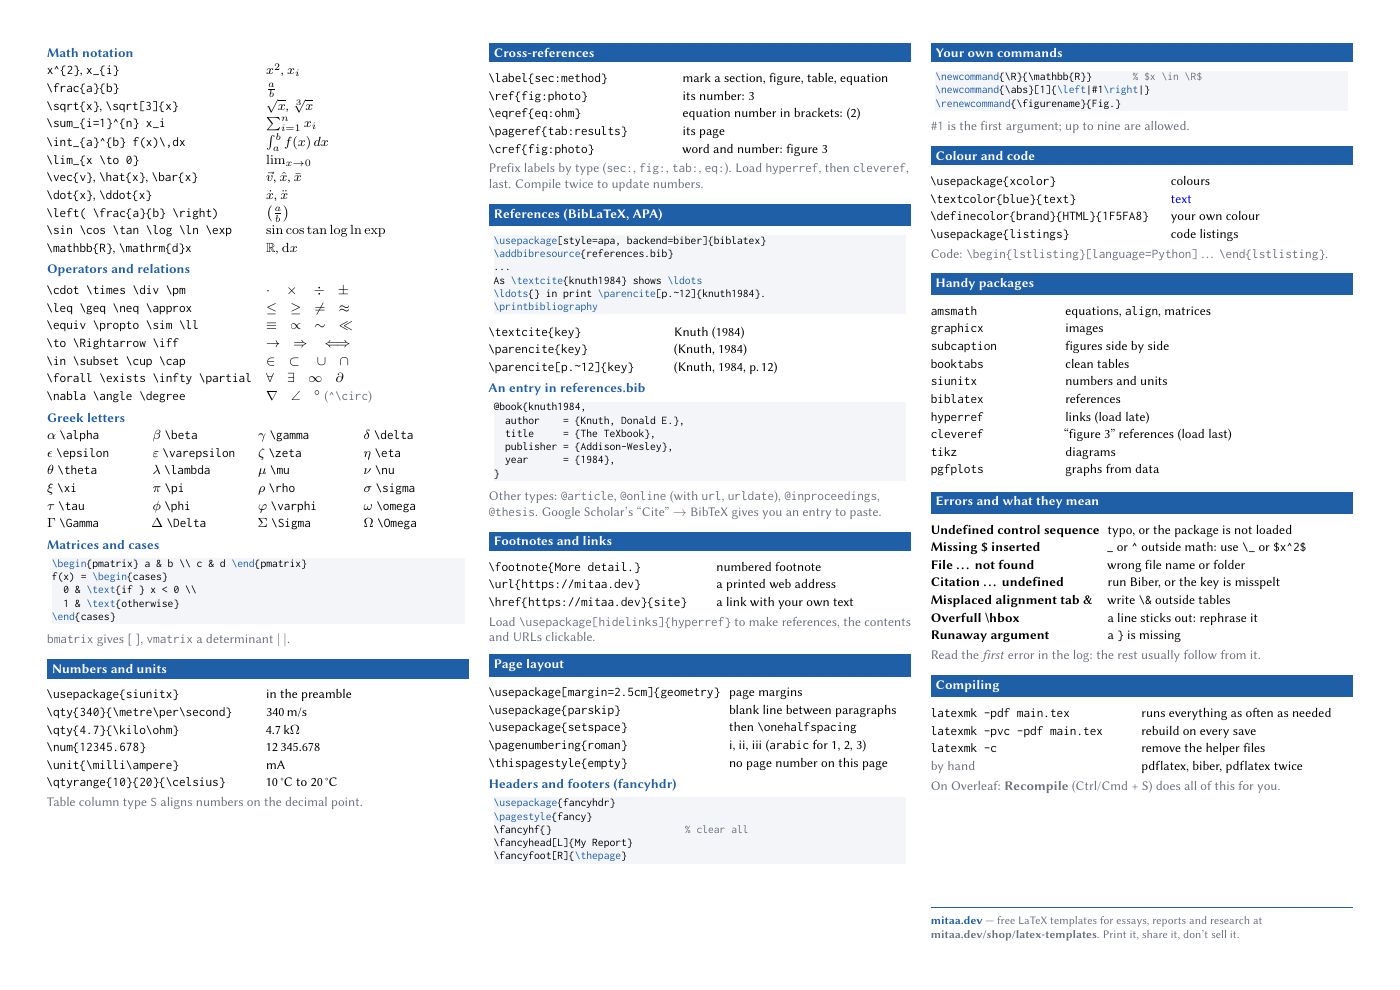 Math notation
x^{2}, x_{i} x², xᵢ
\frac{a}{b} a/b
\sqrt{x}, \sqrt[3]{x} √x, ∛x
\sum_{i=1}^{n} x_i ∑ⁿᵢ₌₁ xᵢ
\int_{a}^{b} f(x)\,dx ∫ₐᵇ f(x) dx
\lim_{x \to 0} limₓ→₀
\vec{v}, \hat{x}, \bar{x} v⃗, x̂, x̄
\dot{x}, \ddot{x} ẋ, ẍ
\left( \frac{a}{b} \right) (a/b)
\sin \cos \tan \log \ln \exp sin cos tan log ln exp
\mathbb{R}, \mathrm{d}x ℝ, dx
Operators and relations
\cdot \times \div \pm · × ÷ ±
\leq \geq \neq \approx ≤ ≥ ≠ ≈
\equiv \propto \sim \ll ≡ ∝ ∼ ≪
\to \Rightarrow \iff → ⇒ ⟺
\in \subset \cup \cap ∈ ⊂ ∪ ∩
\forall \exists \infty \partial ∀ ∃ ∞ ∂
\nabla \angle \degree ∇ ∠ ° (^\circ)
Greek letters
α \alpha β \beta γ \gamma δ \delta
ϵ \epsilon ε \varepsilon ζ \zeta η \eta
θ \theta λ \lambda μ \mu ν \nu
ξ \xi π \pi ρ \rho σ \sigma
τ \tau ϕ \phi φ \varphi ω \omega
Γ \Gamma Δ \Delta Σ \Sigma Ω \Omega
Matrices and cases
\begin{pmatrix} a & b \\ c & d \end{pmatrix}
f(x) = \begin{cases}
0 & \text{if } x < 0 \\
1 & \text{otherwise}
\end{cases}
bmatrix gives [ ], vmatrix a determinant | |.
Numbers and units
\usepackage{siunitx} in the preamble
\qty{340}{\metre\per\second} 340 m/s
\qty{4.7}{\kilo\ohm} 4.7 kΩ
\num{12345.678} 12 345.678
\unit{\milli\ampere} mA
\qtyrange{10}{20}{\celsius} 10 °C to 20 °C
Table column type S aligns numbers on the decimal point.
Cross-references
\label{sec:method} mark a section, figure, table, equation
\ref{fig:photo} its number: 3
\eqref{eq:ohm} equation number in brackets: (2)
\pageref{tab:results} its page
\cref{fig:photo} word and number: figure 3
Prefix labels by type (sec:, fig:, tab:, eq:). Load hyperref, then cleveref,
last. Compile twice to update numbers.
References (BibLaTeX, APA)
\usepackage[style=apa, backend=biber]{biblatex}
\addbibresource{references.bib}
...
As \textcite{knuth1984} shows \ldots
\ldots{} in print \parencite[p.~12]{knuth1984}.
\printbibliography
\textcite{key} Knuth (1984)
\parencite{key} (Knuth, 1984)
\parencite[p.~12]{key} (Knuth, 1984, p. 12)
An entry in references.bib
@book{knuth1984,
author = {Knuth, Donald E.},
title = {The TeXbook},
publisher = {Addison-Wesley},
year = {1984},
}
Other types: @article, @online (with url, urldate), @inproceedings,
@thesis. Google Scholar's “Cite” → BibTeX gives you an entry to paste.
Footnotes and links
\footnote{More detail.} numbered footnote
\url{https://mitaa.dev} a printed web address
\href{https://mitaa.dev}{site} a link with your own text
Load \usepackage[hidelinks]{hyperref} to make references, the contents
and URLs clickable.
Page layout
\usepackage[margin=2.5cm]{geometry} page margins
\usepackage{parskip} blank line between paragraphs
\usepackage{setspace} then \onehalfspacing
\pagenumbering{roman} i, ii, iii (arabic for 1, 2, 3)
\thispagestyle{empty} no page number on this page
Headers and footers (fancyhdr)
\usepackage{fancyhdr}
\pagestyle{fancy}
\fancyhf{} % clear all
\fancyhead[L]{My Report}
\fancyfoot[R]{\thepage}
Your own commands
\newcommand{\R}{\mathbb{R}} % $x \in \R$
\newcommand{\abs}[1]{\left|#1\right|}
\renewcommand{\figurename}{Fig.}
#1 is the first argument; up to nine are allowed.
Colour and code
\usepackage{xcolor} colours
\textcolor{blue}{text} text
\definecolor{brand}{HTML}{1F5FA8} your own colour
\usepackage{listings} code listings
Code: \begin{lstlisting}[language=Python] … \end{lstlisting}.
Handy packages
amsmath equations, align, matrices
graphicx images
subcaption figures side by side
booktabs clean tables
siunitx numbers and units
biblatex references
hyperref links (load late)
cleveref “figure 3” references (load last)
tikz diagrams
pgfplots graphs from data
Errors and what they mean
Undefined control sequence typo, or the package is not loaded
Missing $ inserted _ or ^ outside math: use \_ or $x^2$
File … not found wrong file name or folder
Citation … undefined run Biber, or the key is misspelt
Misplaced alignment tab & write \& outside tables
Overfull \hbox a line sticks out: rephrase it
Runaway argument a } is missing
Read the first error in the log: the rest usually follow from it.
Compiling
latexmk -pdf main.tex runs everything as often as needed
latexmk -pvc -pdf main.tex rebuild on every save
latexmk -c remove the helper files
by hand pdflatex, biber, pdflatex twice
On Overleaf: Recompile (Ctrl/Cmd + S) does all of this for you.
mitaa.dev — free LaTeX templates for essays, reports and research at
mitaa.dev/shop/latex-templates. Print it, share it, don't sell it.